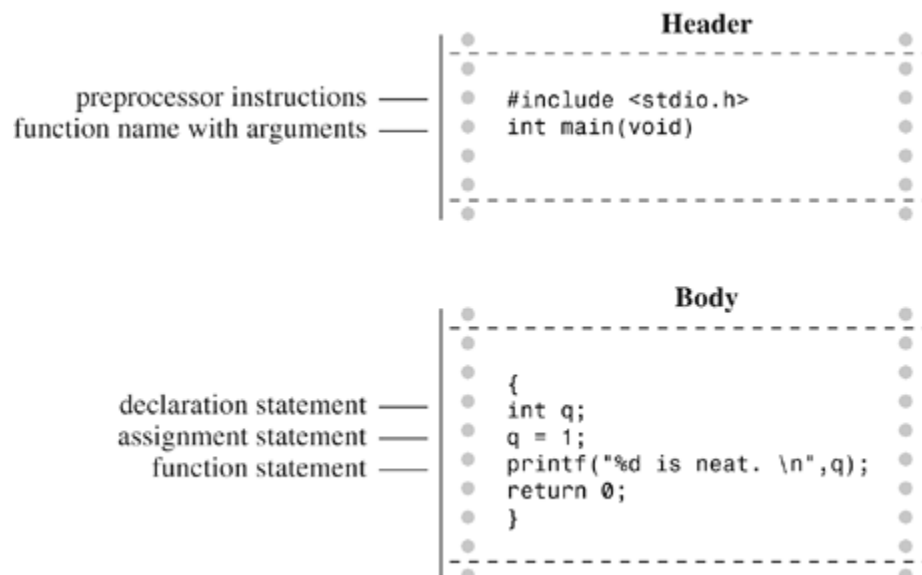 Header
preprocessor instructions
#include <stdio.h>
function name with arguments
int main(void)
Body
{
declaration statement
int q;
assignment statement
q = 1;
function statement
printf("%d is neat. \n",q);
return 0;
}